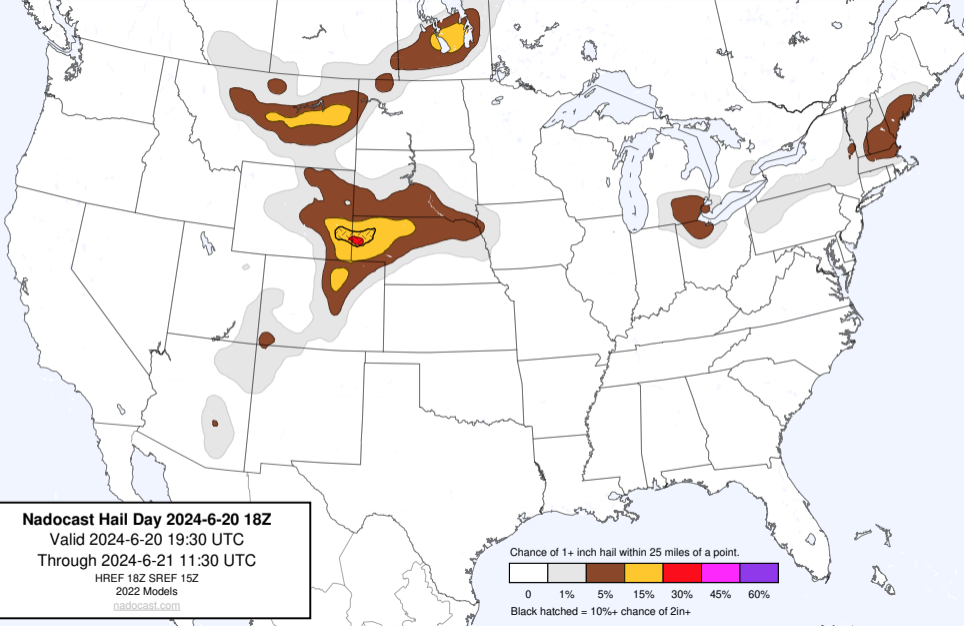 Nadocast Hail Day 2024-6-20 18Z
Valid 2024-6-20 19:30 UTC
Through 2024-6-21 11:30 UTC
HREF 18Z SREF 15Z
2022 Models
nadocast.com
Chance of 1+ inch hail within 25 miles of a point.
0 1% 5% 15% 30% 45% 60%
Black hatched = 10%+ chance of 2in+